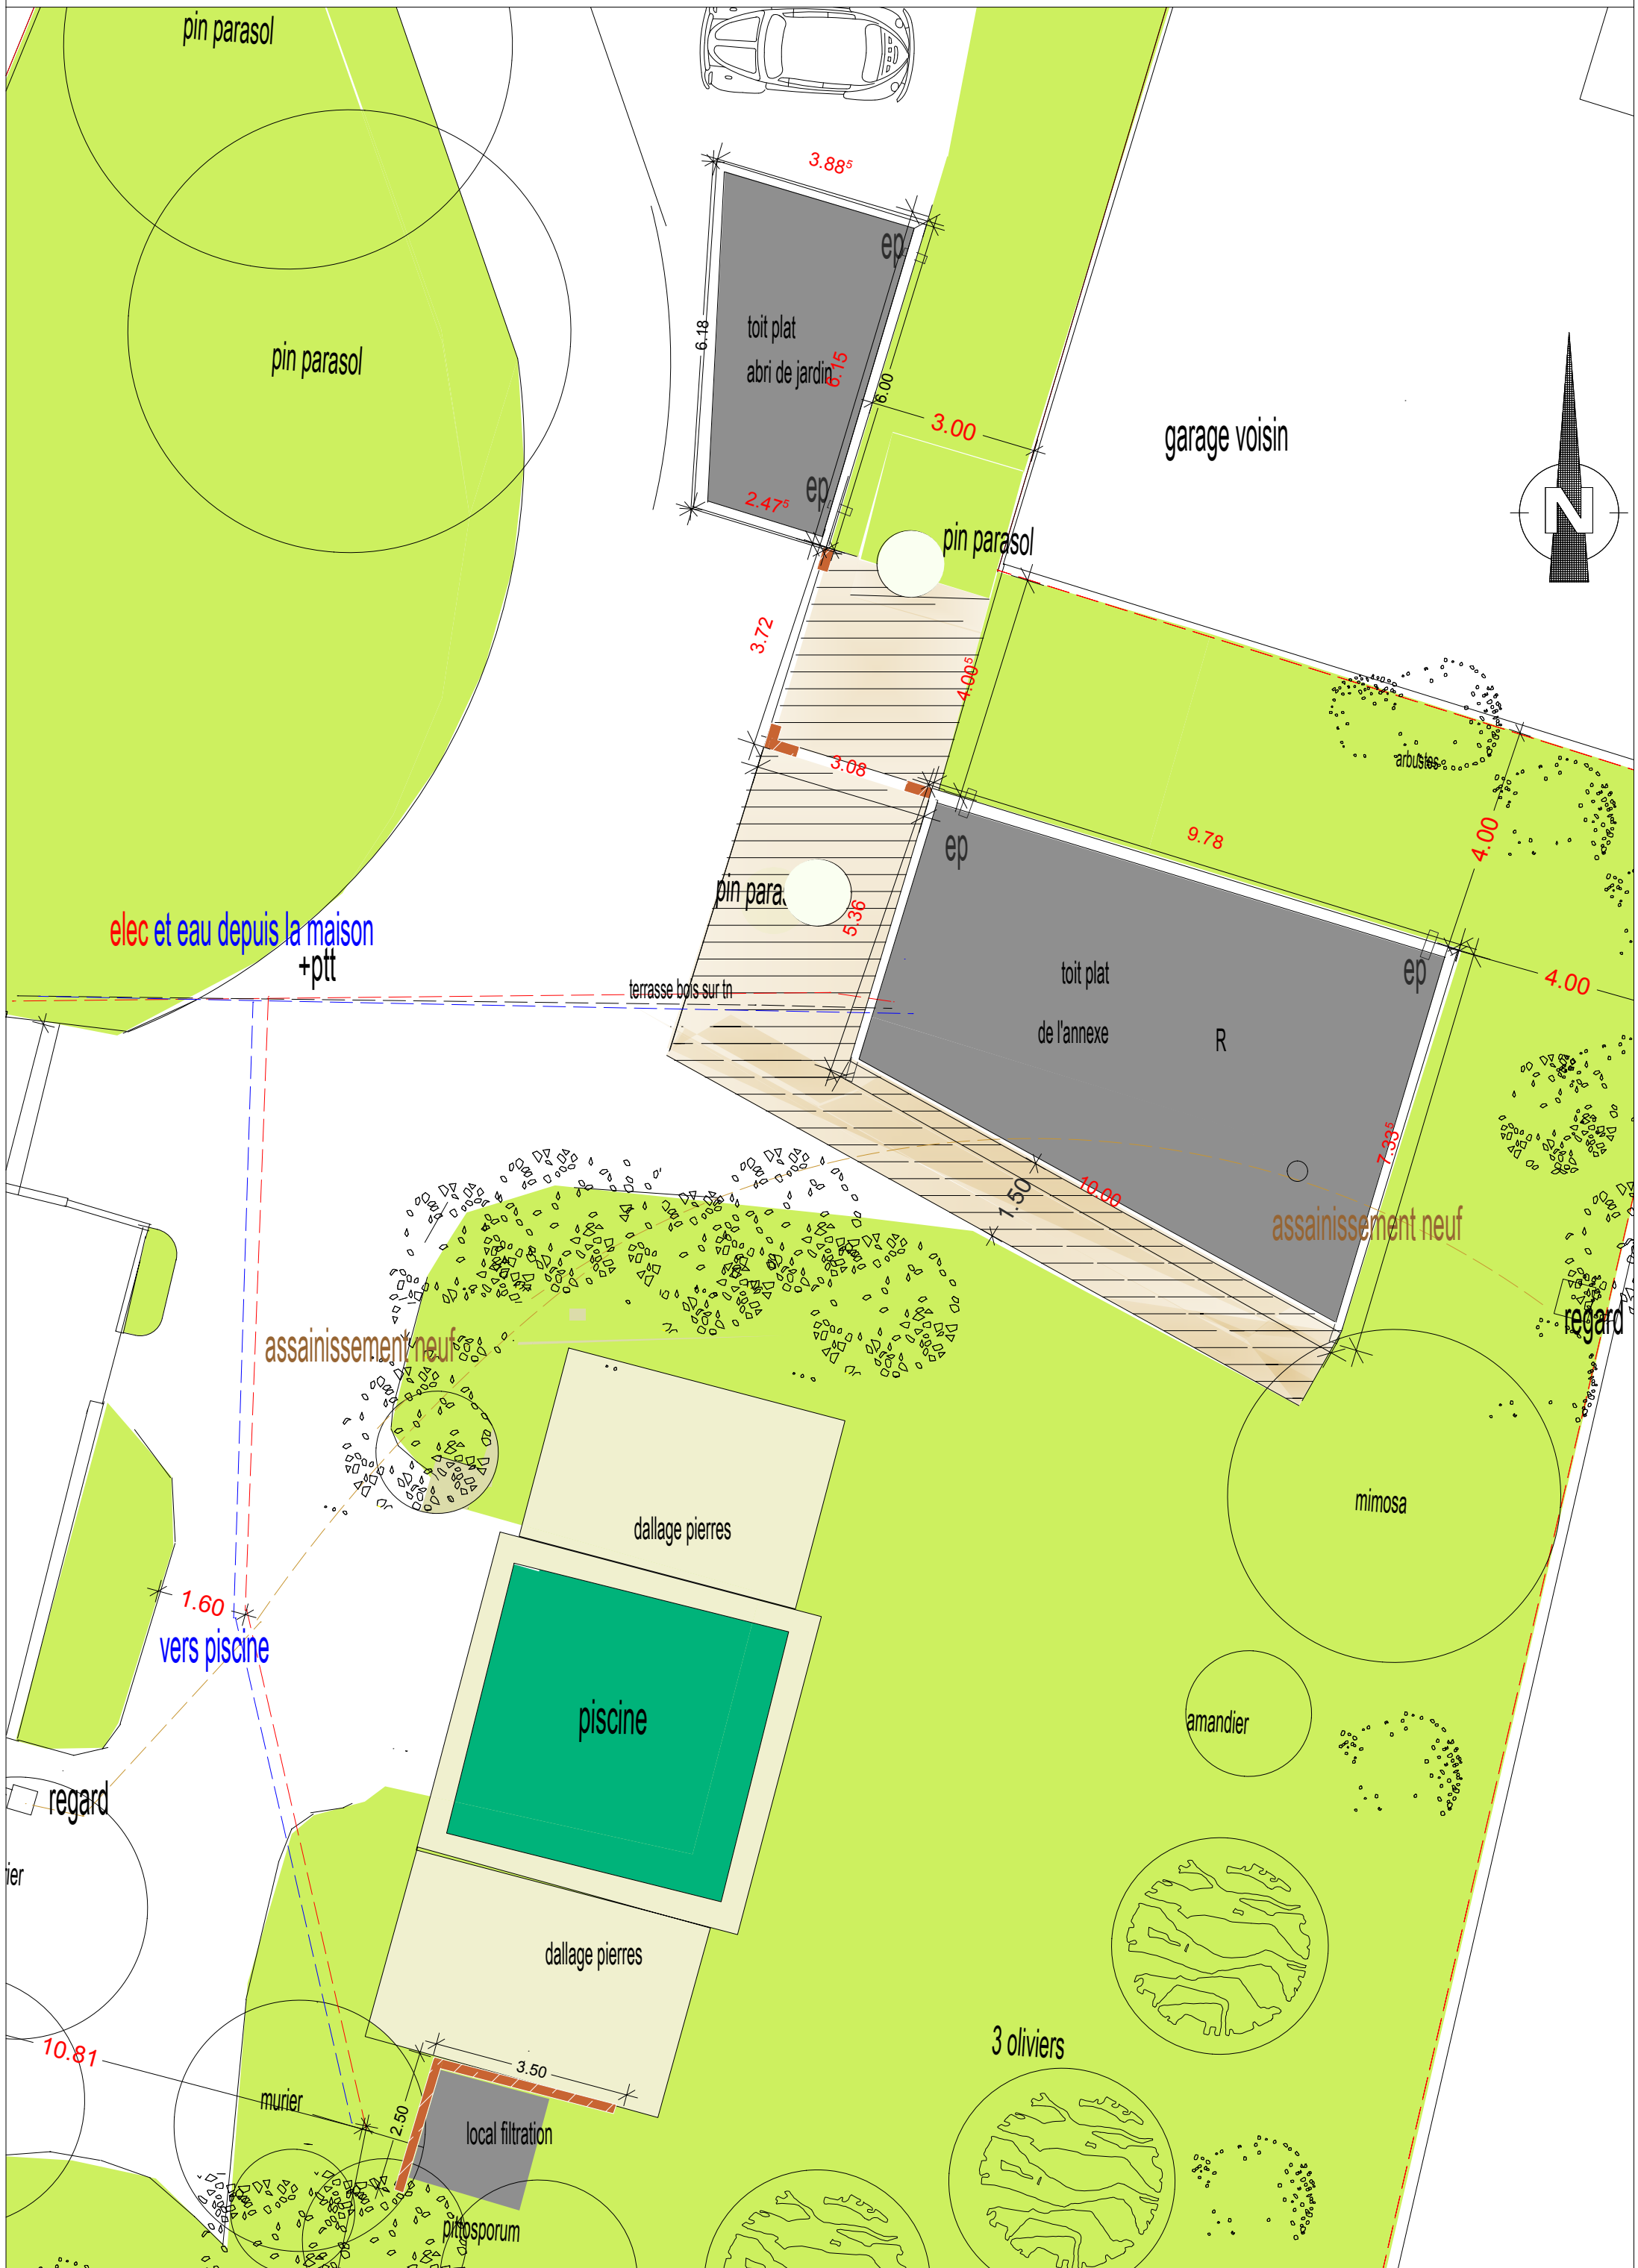 pin parasol
3.88⁵
ep
6.18
toit plat
abri de jardin
6.15
6.00
3.00
pin parasol
garage voisin
N
ep
2.47⁵
pin parasol
3.72
4.00⁵
arbustes
3.08
9.78
4.00
ep
5.36
elec et eau depuis la maison
+ptt
terrasse bois sur tn
toit plat
de l'annexe
R
ep
4.00
7.33⁵
1.50
10.00
assainissement neuf
regard
assainissement neuf
mimosa
dallage pierres
1.60
vers piscine
piscine
amandier
regard
dallage pierres
3 oliviers
10.81
3.50
murier
2.50
local filtration
pittosporum